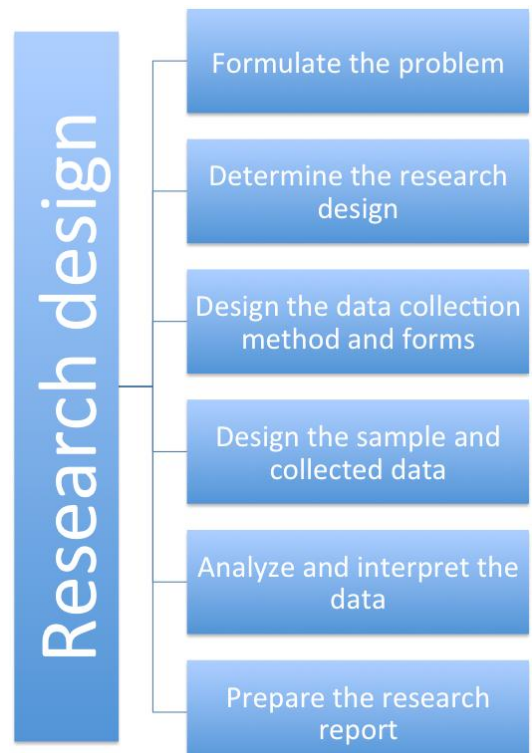 Research design
Formulate the problem
Determine the research
design
Design the data collection
method and forms
Design the sample and
collected data
Analyze and interpret the
data
Prepare the research
report